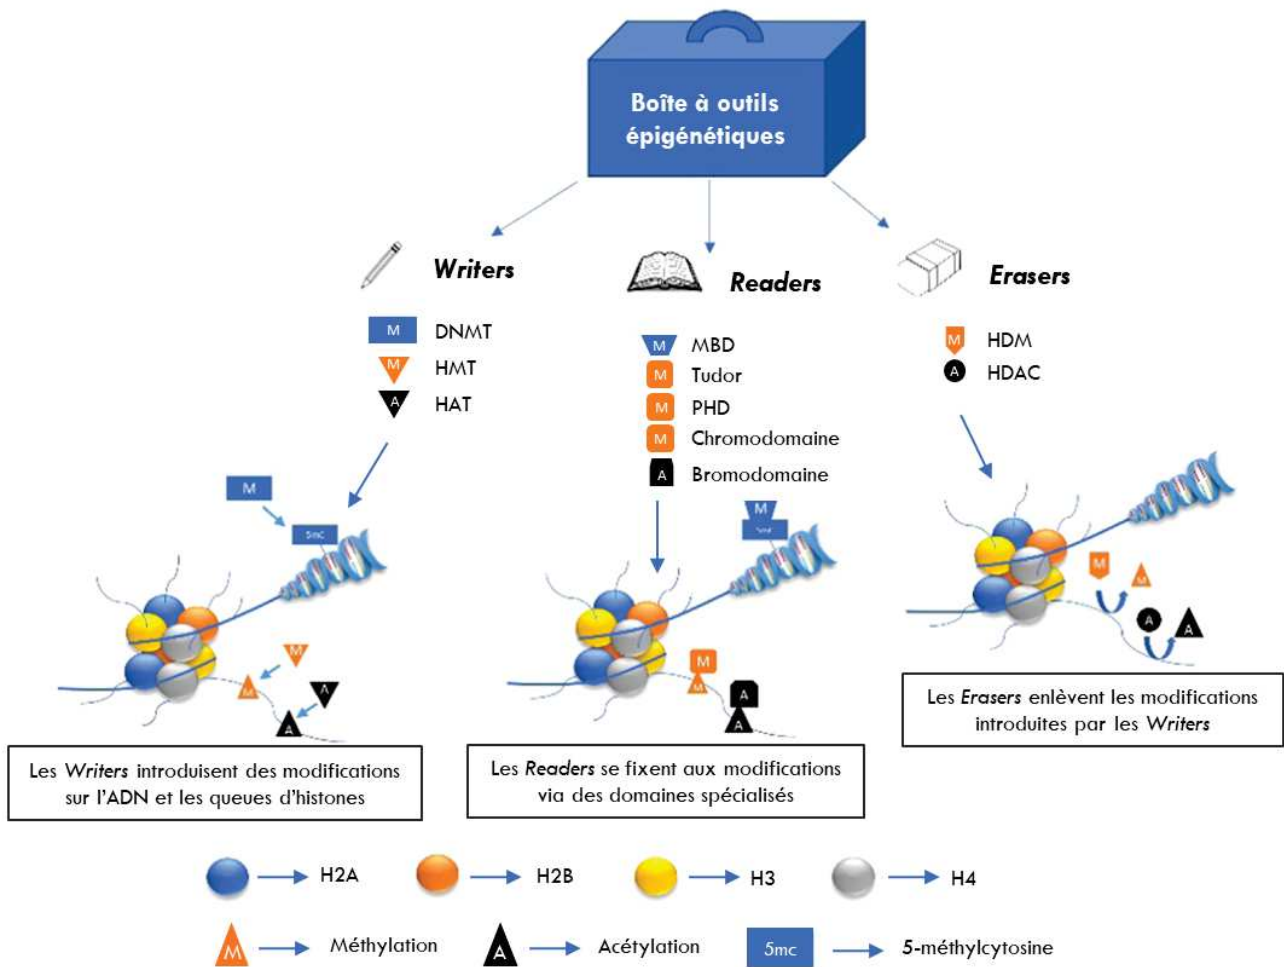 Boîte à outils
épigénétiques
Writers
Readers
Erasers
M DNMT
M HMT
A HAT
M MBD
M Tudor
M PHD
M Chromodomaine
A Bromodomaine
M HDM
A HDAC
M
5mc
M
M
A
A
M
M
M
A
A
M
M
A
A
Les Writers introduisent des modifications
sur l'ADN et les queues d'histones
Les Readers se fixent aux modifications
via des domaines spécialisés
Les Erasers enlèvent les modifications
introduites par les Writers
H2A
H2B
H3
H4
M Méthylation
A Acétylation
5mc 5-méthylcytosine